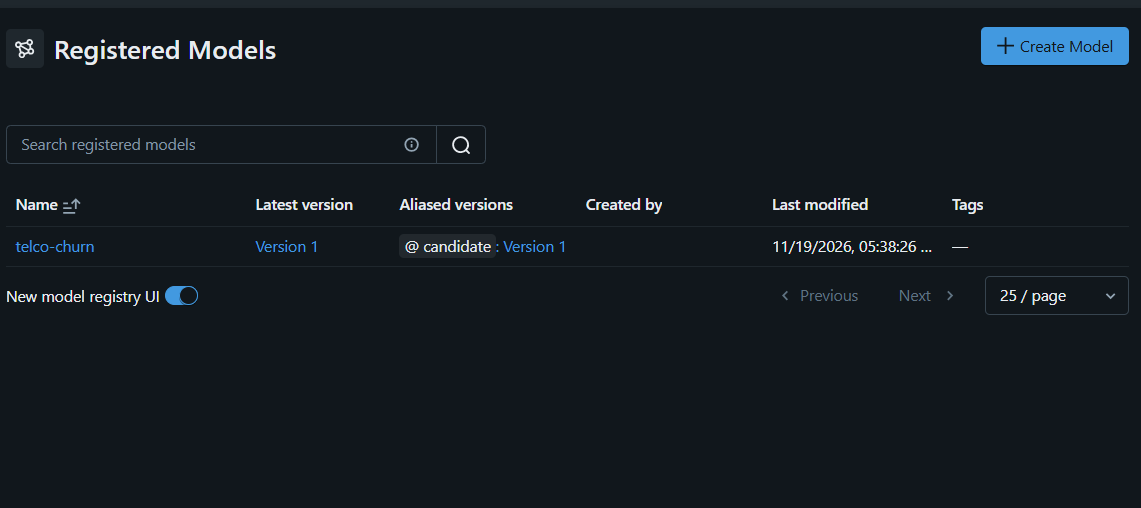 Registered Models
+ Create Model
Search registered models
Name Latest version Aliased versions Created by Last modified Tags
telco-churn Version 1 @ candidate : Version 1 11/19/2026, 05:38:26 ... —
New model registry UI Previous Next 25 / page